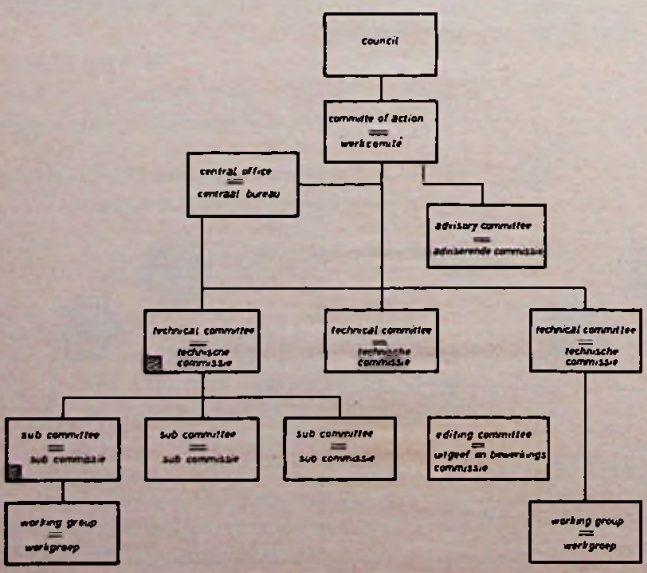 council
committe of action
werkcomité
central office
centraal bureau
advisory committee
adviserende commissie
technical committee
technische
commissie
technical committee
technische
commissie
technical committee
technische
commissie
sub committee
sub commissie
sub committee
sub commissie
sub committee
sub commissie
editing committee
uitgeef en bewerkings
commissie
working group
werkgroep
working group
werkgroep